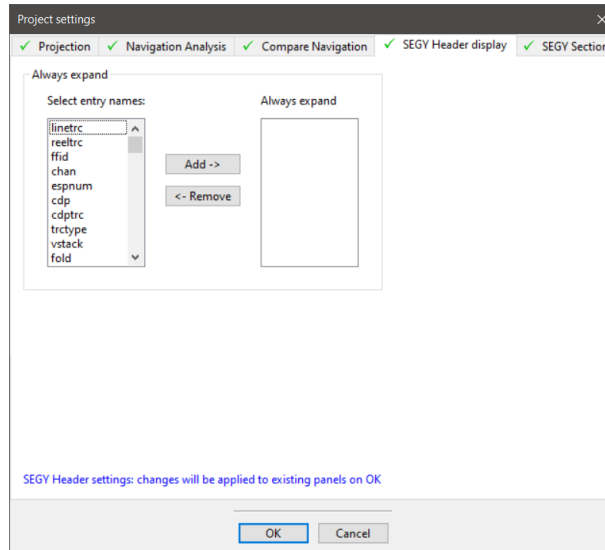 Project settings
Projection Navigation Analysis Compare Navigation SEGY Header display SEGY Section
Always expand
Select entry names: Always expand
linetrc
reeltrc
ffid
chan
espnum
cdp
cdptrc
trctype
vstack
fold
Add ->
<- Remove
SEGY Header settings: changes will be applied to existing panels on OK
OK Cancel